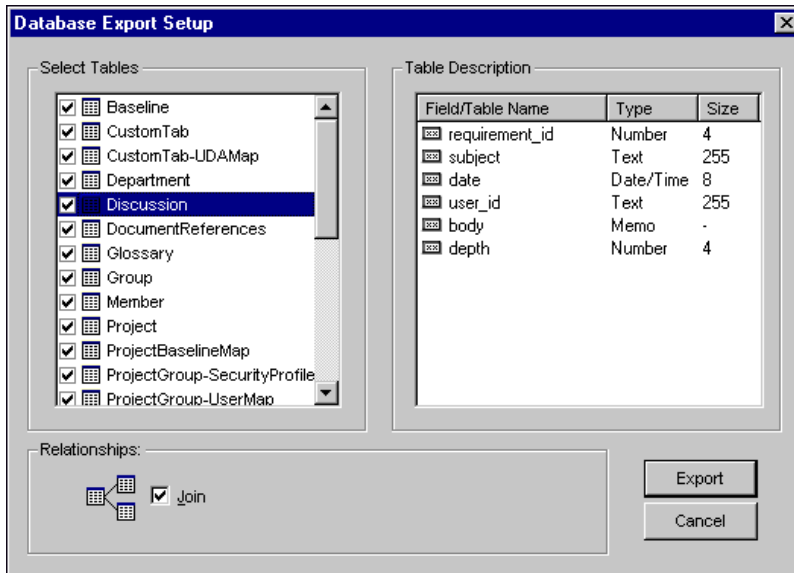 Database Export Setup
Select Tables
Baseline
CustomTab
CustomTab-UDAMap
Department
Discussion
DocumentReferences
Glossary
Group
Member
Project
ProjectBaselineMap
ProjectGroup-SecurityProfile
ProjectGroup-UserMap
Table Description
Field/Table Name Type Size
requirement_id Number 4
subject Text 255
date Date/Time 8
user_id Text 255
body Memo -
depth Number 4
Relationships:
Join
Export
Cancel